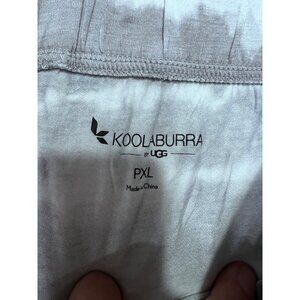 KOOLABURRA
BY UGG
PXL
Made in China